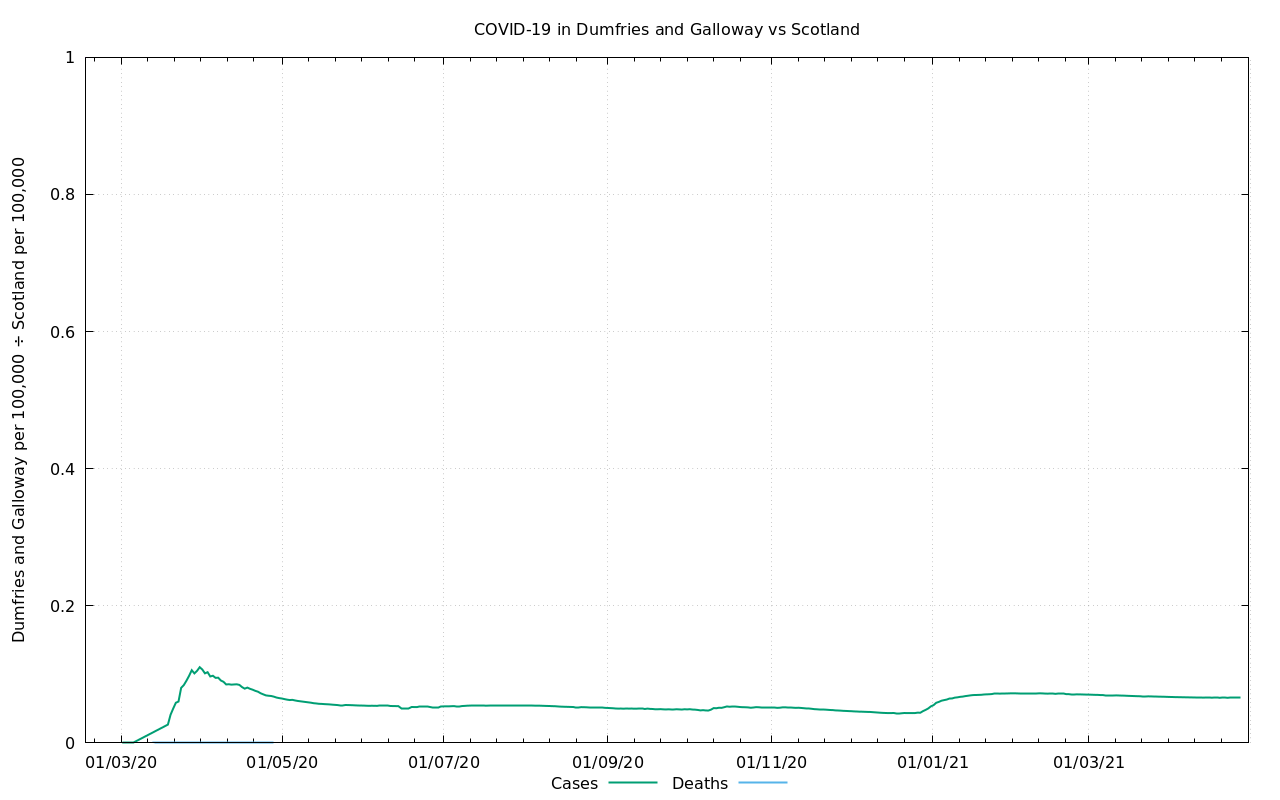 COVID-19 in Dumfries and Galloway vs Scotland
Dumfries and Galloway per 100,000 ÷ Scotland per 100,000
1
0.8
0.6
0.4
0.2
0
01/03/20 01/05/20 01/07/20 01/09/20 01/11/20 01/01/21 01/03/21
Cases Deaths